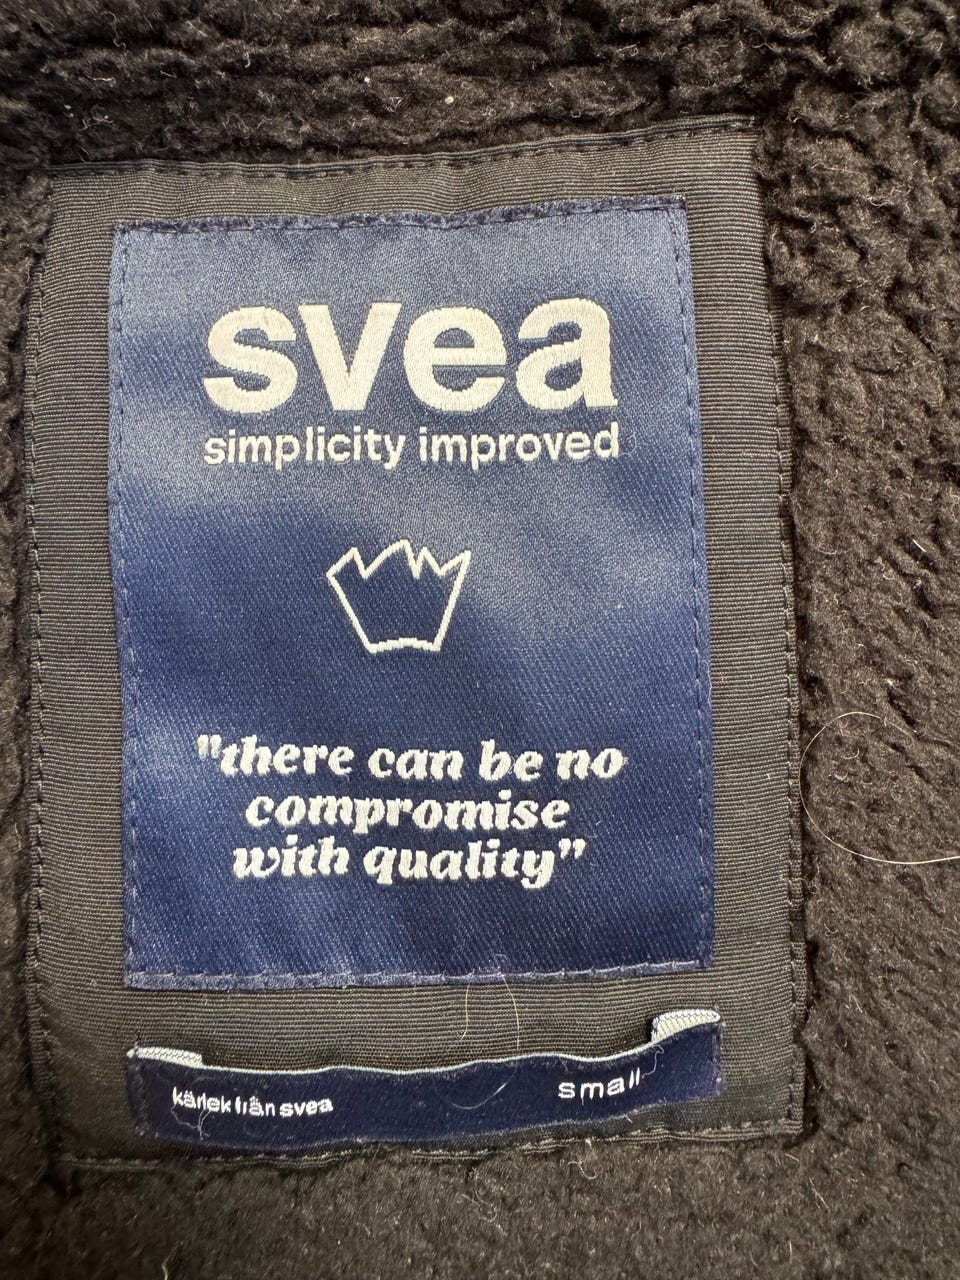 svea
simplicity improved
"there can be no
compromise
with quality”
kärlek från svea
small